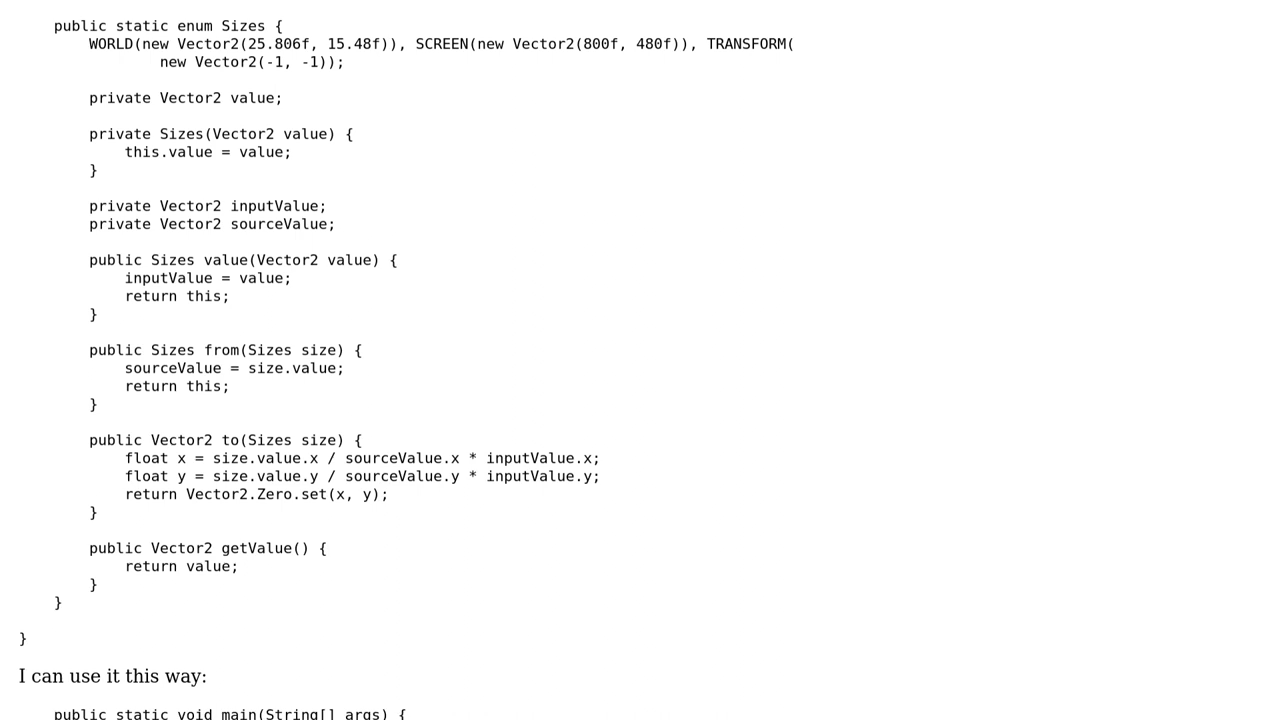 public static enum Sizes {
WORLD(new Vector2(25.806f, 15.48f)), SCREEN(new Vector2(800f, 480f)), TRANSFORM(
new Vector2(-1, -1));
private Vector2 value;
private Sizes(Vector2 value) {
this.value = value;
}
private Vector2 inputValue;
private Vector2 sourceValue;
public Sizes value(Vector2 value) {
inputValue = value;
return this;
}
public Sizes from(Sizes size) {
sourceValue = size.value;
return this;
}
public Vector2 to(Sizes size) {
float x = size.value.x / sourceValue.x * inputValue.x;
float y = size.value.y / sourceValue.y * inputValue.y;
return Vector2.Zero.set(x, y);
}
public Vector2 getValue() {
return value;
}
}
}
I can use it this way:
public static void main(String[] args) {